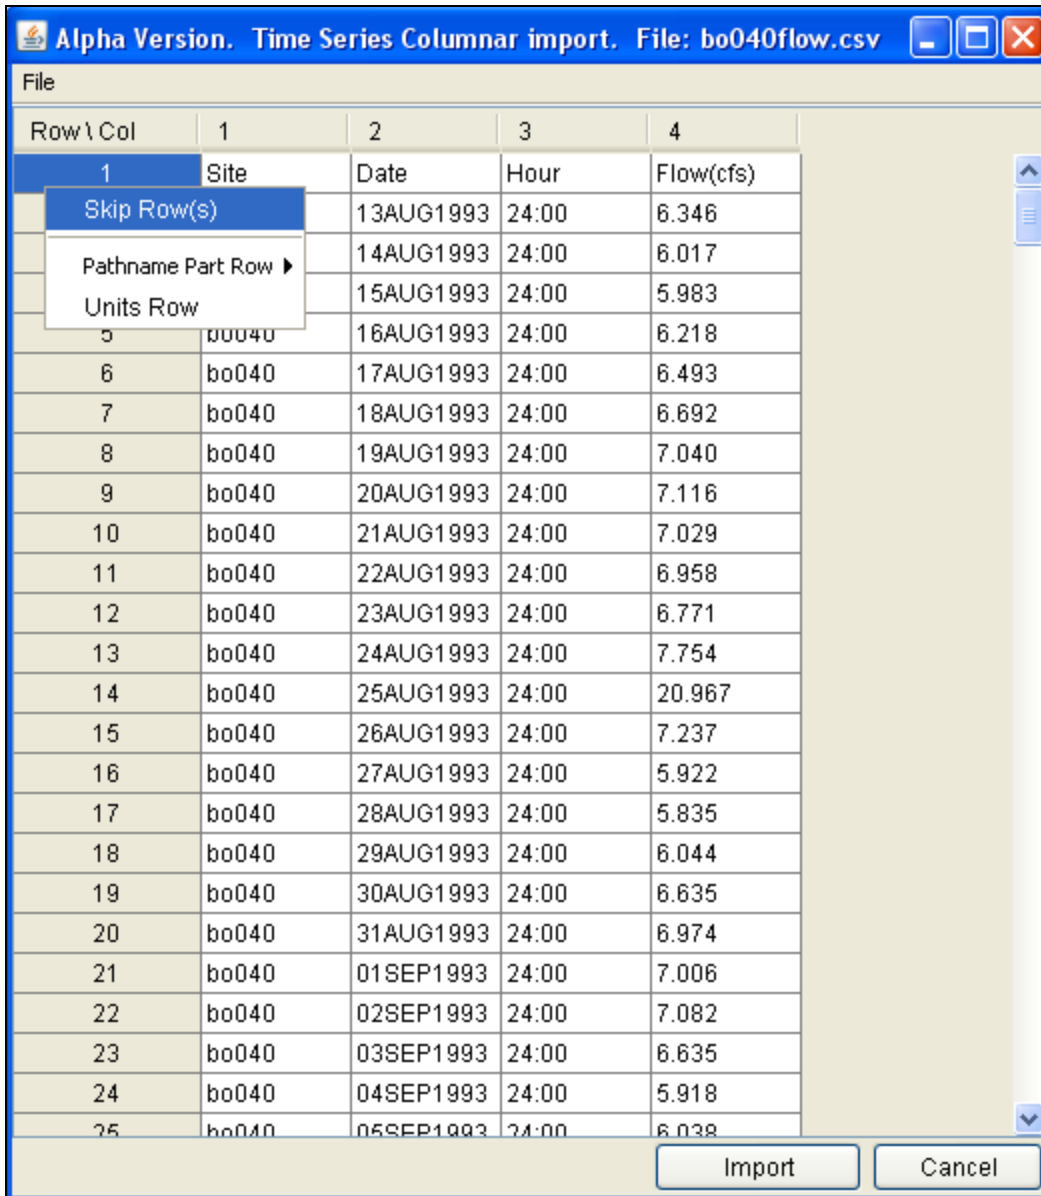 Alpha Version. Time Series Columnar import. File: bo040flow.csv
File
Row \ Col 1 2 3 4
1 Site Date Hour Flow(cfs)
Skip Row(s) 13AUG1993 24:00 6.346
14AUG1993 24:00 6.017
Pathname Part Row
15AUG1993 24:00 5.983
Units Row
5 bo040 16AUG1993 24:00 6.218
6 bo040 17AUG1993 24:00 6.493
7 bo040 18AUG1993 24:00 6.692
8 bo040 19AUG1993 24:00 7.040
9 bo040 20AUG1993 24:00 7.116
10 bo040 21AUG1993 24:00 7.029
11 bo040 22AUG1993 24:00 6.958
12 bo040 23AUG1993 24:00 6.771
13 bo040 24AUG1993 24:00 7.754
14 bo040 25AUG1993 24:00 20.967
15 bo040 26AUG1993 24:00 7.237
16 bo040 27AUG1993 24:00 5.922
17 bo040 28AUG1993 24:00 5.835
18 bo040 29AUG1993 24:00 6.044
19 bo040 30AUG1993 24:00 6.635
20 bo040 31AUG1993 24:00 6.974
21 bo040 01SEP1993 24:00 7.006
22 bo040 02SEP1993 24:00 7.082
23 bo040 03SEP1993 24:00 6.635
24 bo040 04SEP1993 24:00 5.918
25 bo040 05SEP1993 24:00 6.038
Import Cancel